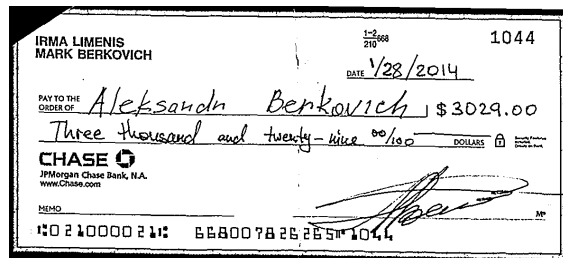 IRMA LIMENIS
MARK BERKOVICH
1-2 668
210
1044
DATE 1/28/2014
PAY TO THE
ORDER OF Aleksandr Berkovich $ 3029.00
Three thousand and twenty-nine 00/100 DOLLARS
CHASE
JPMorgan Chase Bank, N.A.
www.Chase.com
MEMO
MP
⑆021000021⑆ 668007826265⑈ 1044